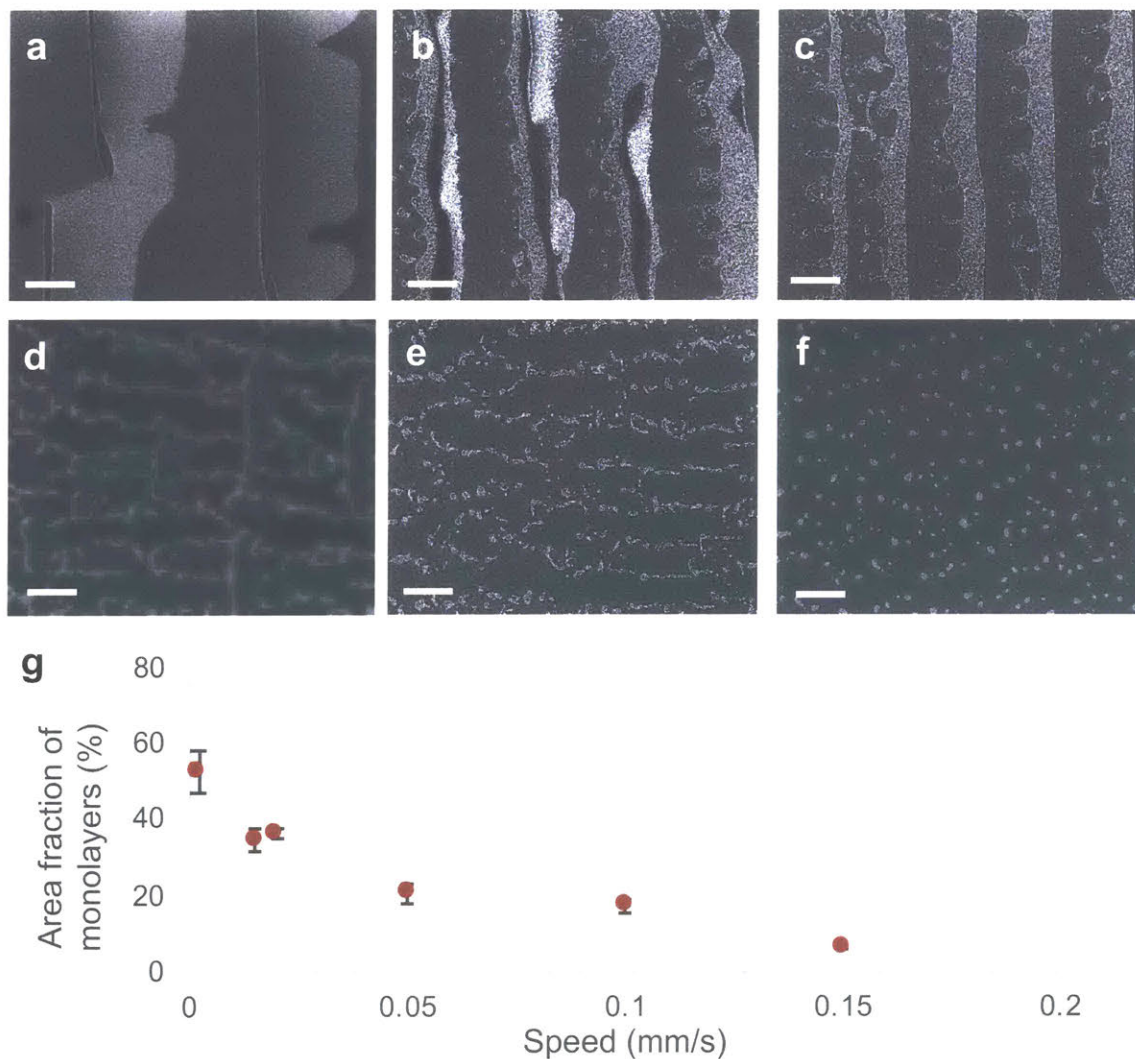 a
b
c
d
e
f
g
80
60
40
20
0
Area fraction of
monolayers (%)
0 0.05 0.1 0.15 0.2
Speed (mm/s)